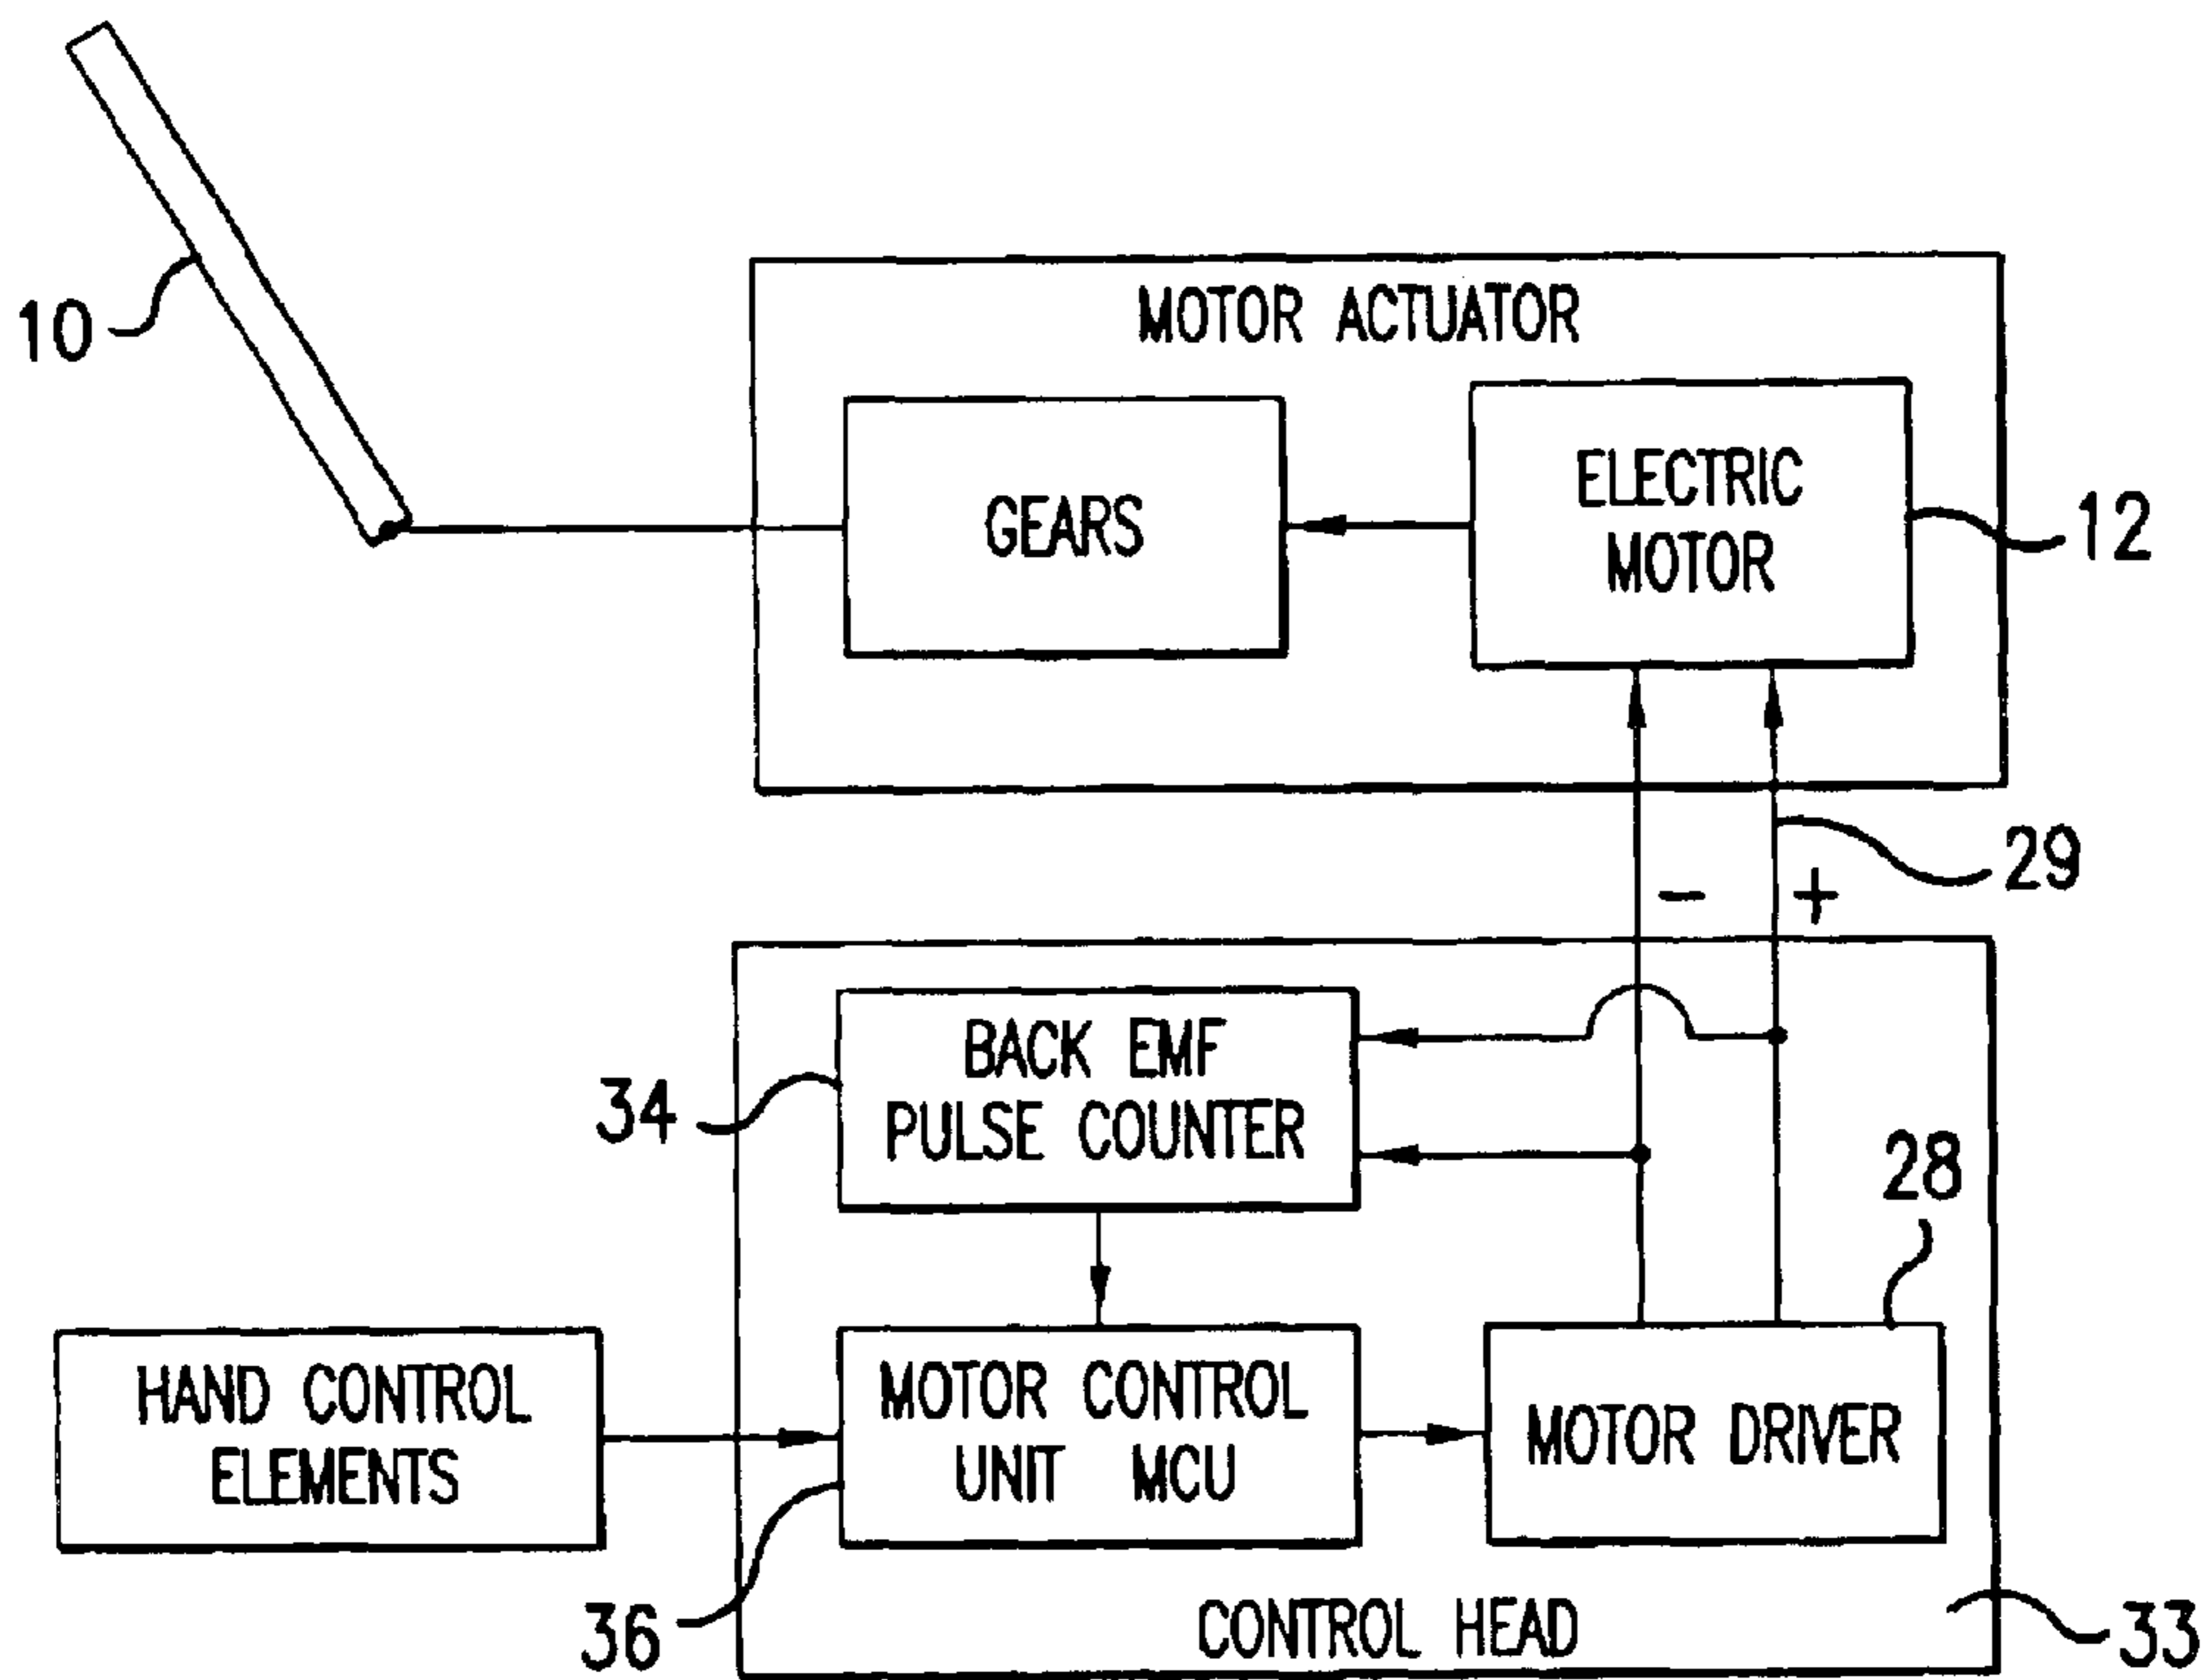 10
MOTOR ACTUATOR
GEARS
ELECTRIC
MOTOR
12
29
- +
BACK EMF
PULSE COUNTER
34
28
HAND CONTROL
ELEMENTS
MOTOR CONTROL
UNIT MCU
MOTOR DRIVER
36
CONTROL HEAD
33